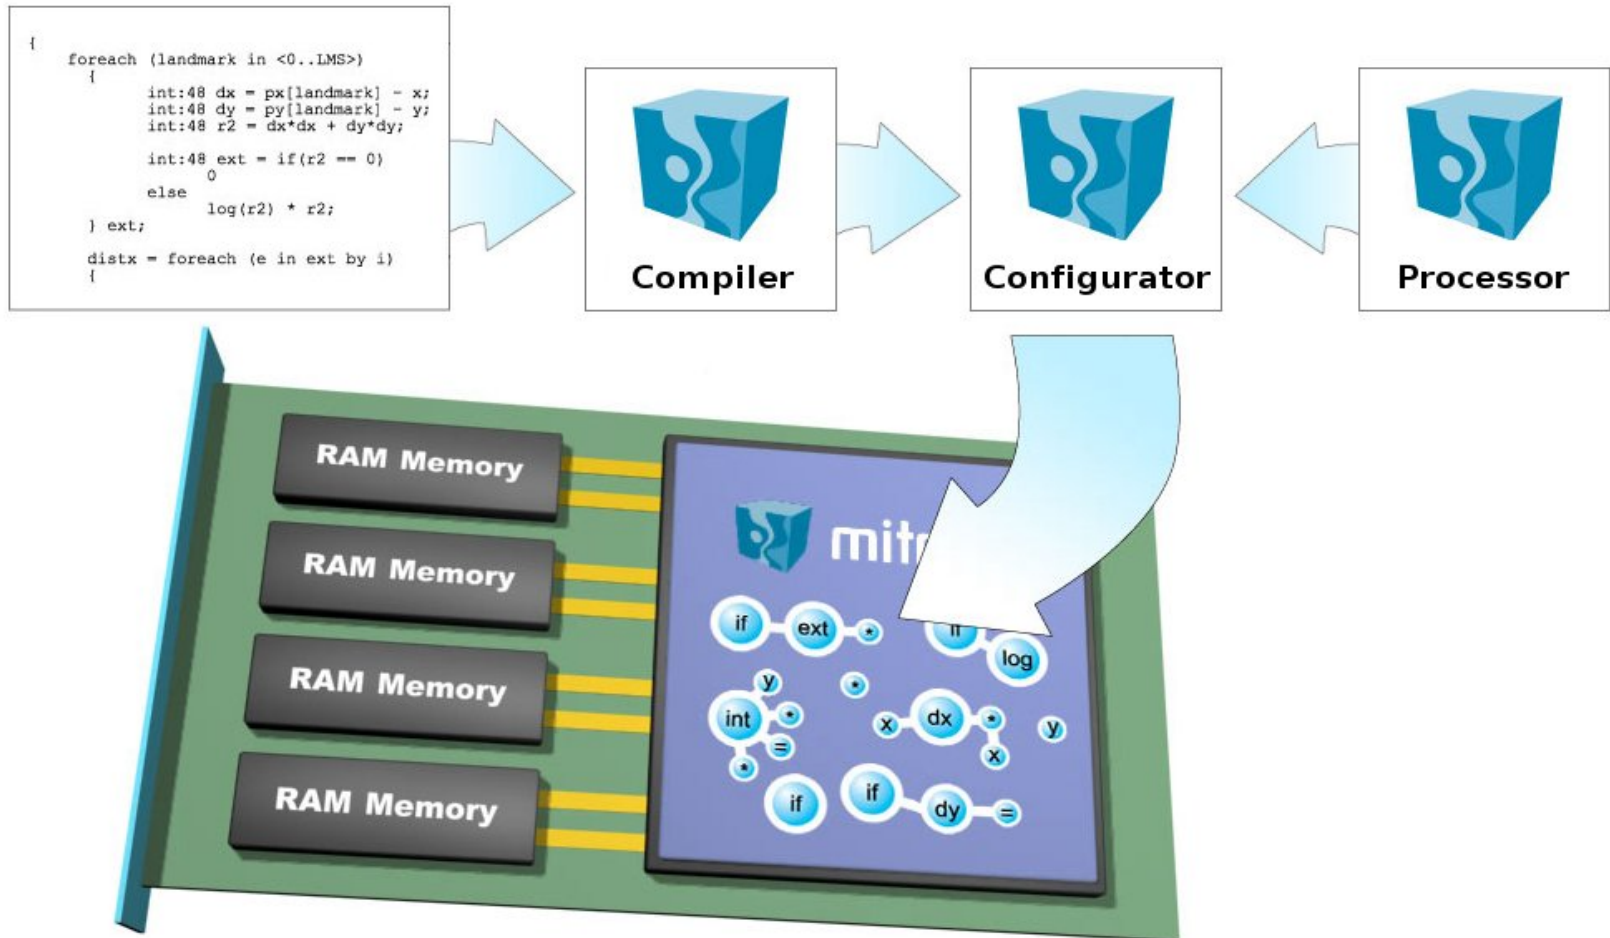 {
foreach (landmark in <0..LMS>)
{
int:48 dx = px[landmark] - x;
int:48 dy = py[landmark] - y;
int:48 r2 = dx*dx + dy*dy;
int:48 ext = if(r2 == 0)
0
else
log(r2) * r2;
} ext;
distx = foreach (e in ext by i)
{
Compiler
Configurator
Processor
RAM Memory
RAM Memory
RAM Memory
RAM Memory
if ext *
if log
y
int *
=
*
*
x dx *
x
y
if
if dy =